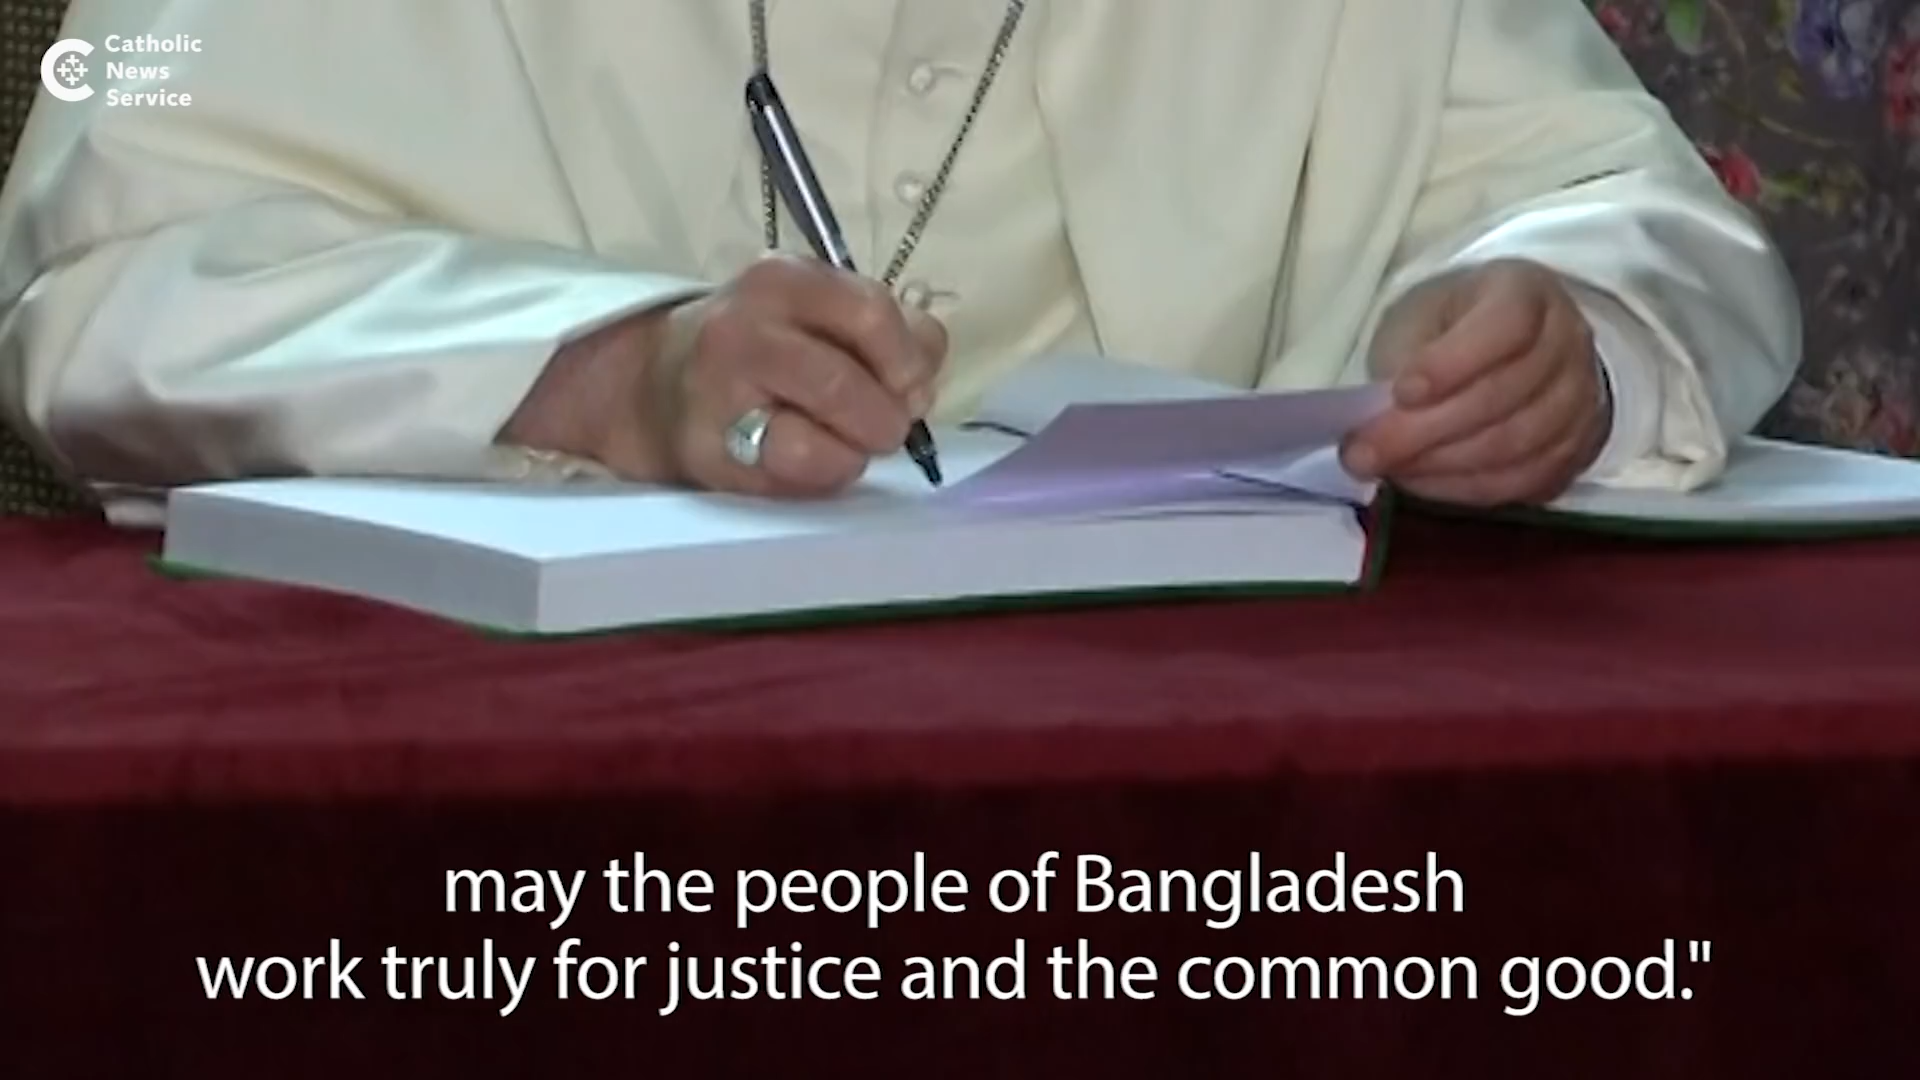 Catholic
News
Service
may the people of Bangladesh
work truly for justice and the common good."